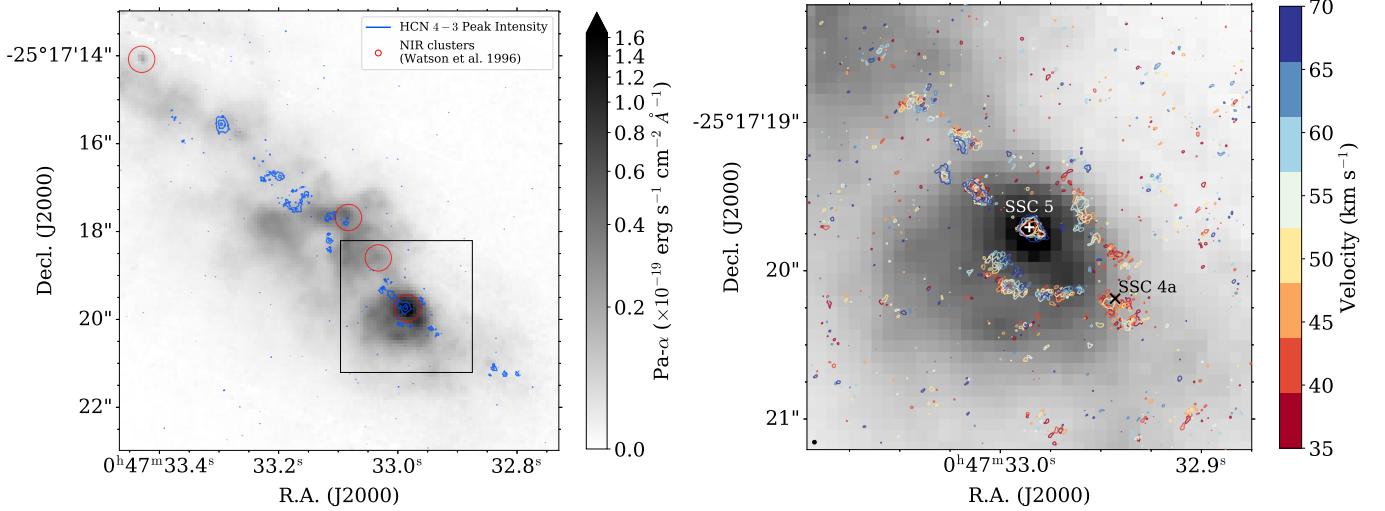 HCN 4 − 3 Peak Intensity
NIR clusters
(Watson et al. 1996)
-25°17'14"
16"
18"
20"
22"
Decl. (J2000)
0ʰ47ᵐ33.4ˢ
33.2ˢ
33.0ˢ
32.8ˢ
R.A. (J2000)
1.6
1.4
1.2
1.0
0.8
0.6
0.4
0.2
0.0
Pa-α (×10⁻¹⁹ erg s⁻¹ cm⁻² Å⁻¹)
-25°17'19"
20"
21"
Decl. (J2000)
SSC 5
SSC 4a
0ʰ47ᵐ33.0ˢ
32.9ˢ
R.A. (J2000)
70
65
60
55
50
45
40
35
Velocity (km s⁻¹)